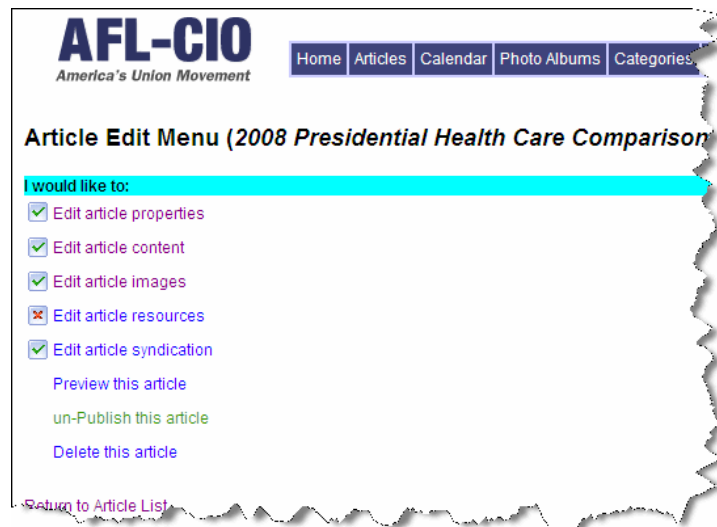 AFL-CIO
America's Union Movement
Home Articles Calendar Photo Albums Categories
Article Edit Menu (2008 Presidential Health Care Comparison
I would like to:
Edit article properties
Edit article content
Edit article images
Edit article resources
Edit article syndication
Preview this article
un-Publish this article
Delete this article
Return to Article List